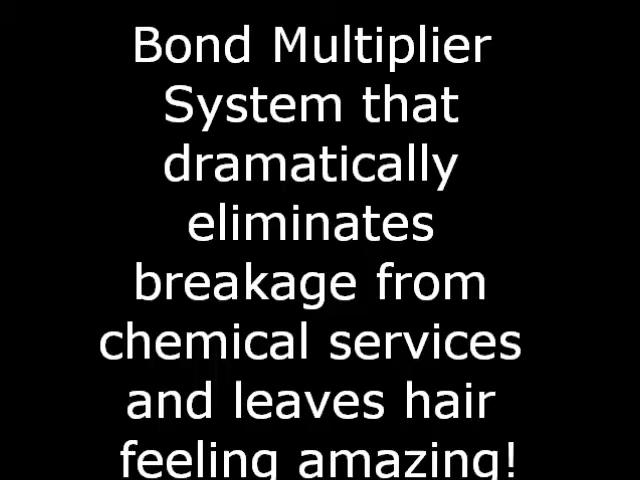 Bond Multiplier
System that
dramatically
eliminates
breakage from
chemical services
and leaves hair
feeling amazing!